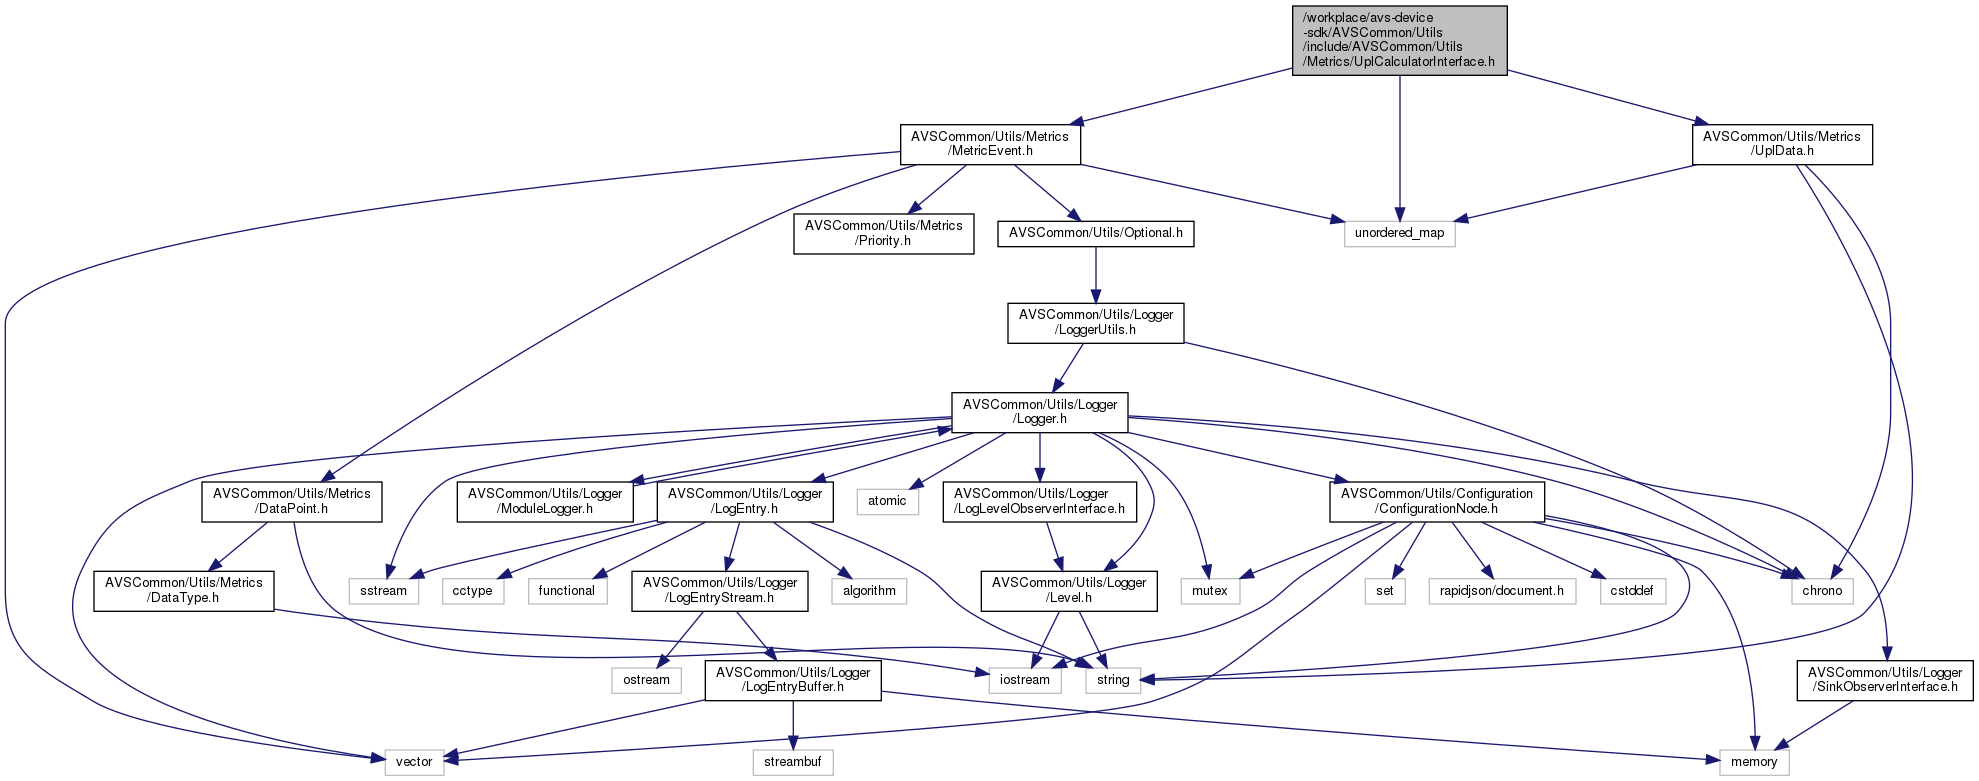 /workplace/avs-device
-sdk/AVSCommon/Utils
/include/AVSCommon/Utils
/Metrics/UplCalculatorInterface.h
AVSCommon/Utils/Metrics
/MetricEvent.h
AVSCommon/Utils/Metrics
/UplData.h
AVSCommon/Utils/Metrics
/Priority.h
AVSCommon/Utils/Optional.h
unordered_map
AVSCommon/Utils/Logger
/LoggerUtils.h
AVSCommon/Utils/Logger
/Logger.h
AVSCommon/Utils/Metrics
/DataPoint.h
AVSCommon/Utils/Logger
/ModuleLogger.h
AVSCommon/Utils/Logger
/LogEntry.h
atomic
AVSCommon/Utils/Logger
/LogLevelObserverInterface.h
AVSCommon/Utils/Configuration
/ConfigurationNode.h
AVSCommon/Utils/Metrics
/DataType.h
sstream
cctype
functional
AVSCommon/Utils/Logger
/LogEntryStream.h
algorithm
AVSCommon/Utils/Logger
/Level.h
mutex
set
rapidjson/document.h
cstddef
chrono
ostream
AVSCommon/Utils/Logger
/LogEntryBuffer.h
iostream
string
AVSCommon/Utils/Logger
/SinkObserverInterface.h
vector
streambuf
memory